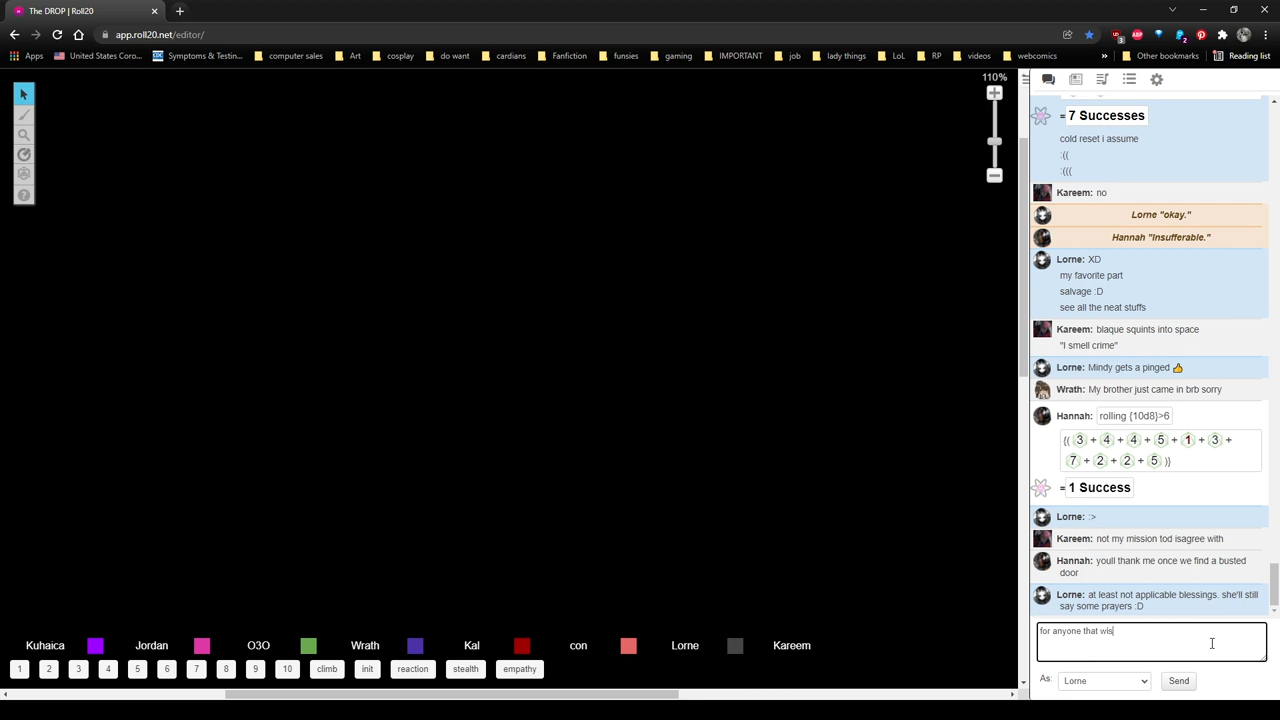 The DROP | Roll20
app.roll20.net/editor/
Apps
United States Coro...
Symptoms & Testin...
computer sales
Art
cosplay
do want
cardians
Fanfiction
funsies
gaming
IMPORTANT
job
lady things
LoL
RP
videos
webcomics
»
Other bookmarks
Reading list
110%
= 7 Successes
cold reset i assume
:((
:(((
Kareem: no
Lorne "okay."
Hannah "Insufferable."
Lorne: XD
my favorite part
salvage :D
see all the neat stuffs
Kareem: blaque squints into space
"I smell crime"
Lorne: Mindy gets a pinged 👍
Wrath: My brother just came in brb sorry
Hannah: rolling {10d8}>6
{( 3 + 4 + 4 + 5 + 1 + 3 +
7 + 2 + 2 + 5 )}
= 1 Success
Lorne: :>
Kareem: not my mission tod isagree with
Hannah: youll thank me once we find a busted
door
Lorne: at least not applicable blessings. she'll still
say some prayers :D
for anyone that wis
As: Lorne Send
Kuhaica Jordan O3O Wrath Kal con Lorne Kareem
1 2 3 4 5 6 7 8 9 10 climb init reaction stealth empathy